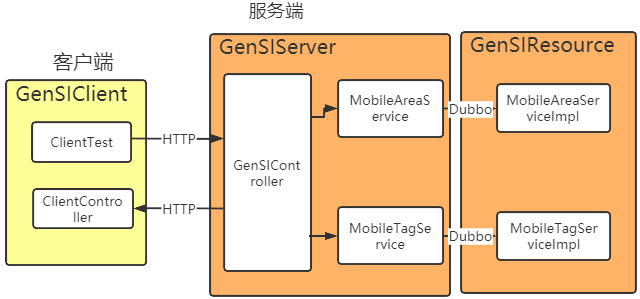 服务端
客户端
GenSIServer
GenSIResource
GenSIClient
MobileAreaS
ervice
Dubbo
MobileAreaSer
viceImpl
ClientTest
HTTP
GenSICont
roller
ClientContro
ller
HTTP
MobileTagSe
rvice
Dubbo
MobileTagSer
viceImpl